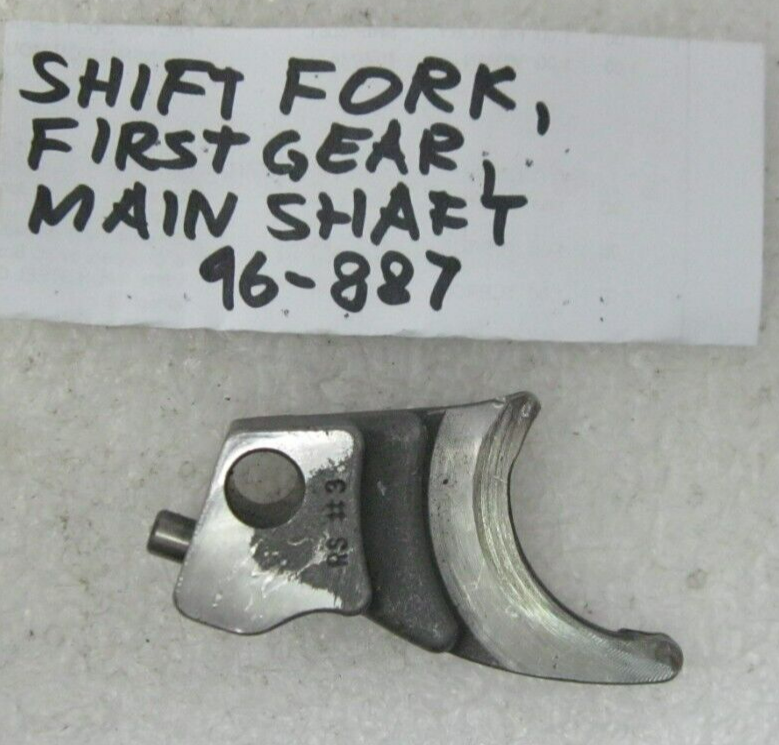 SHIFT FORK,
FIRST GEAR,
MAIN SHAFT
96-887
RS #3